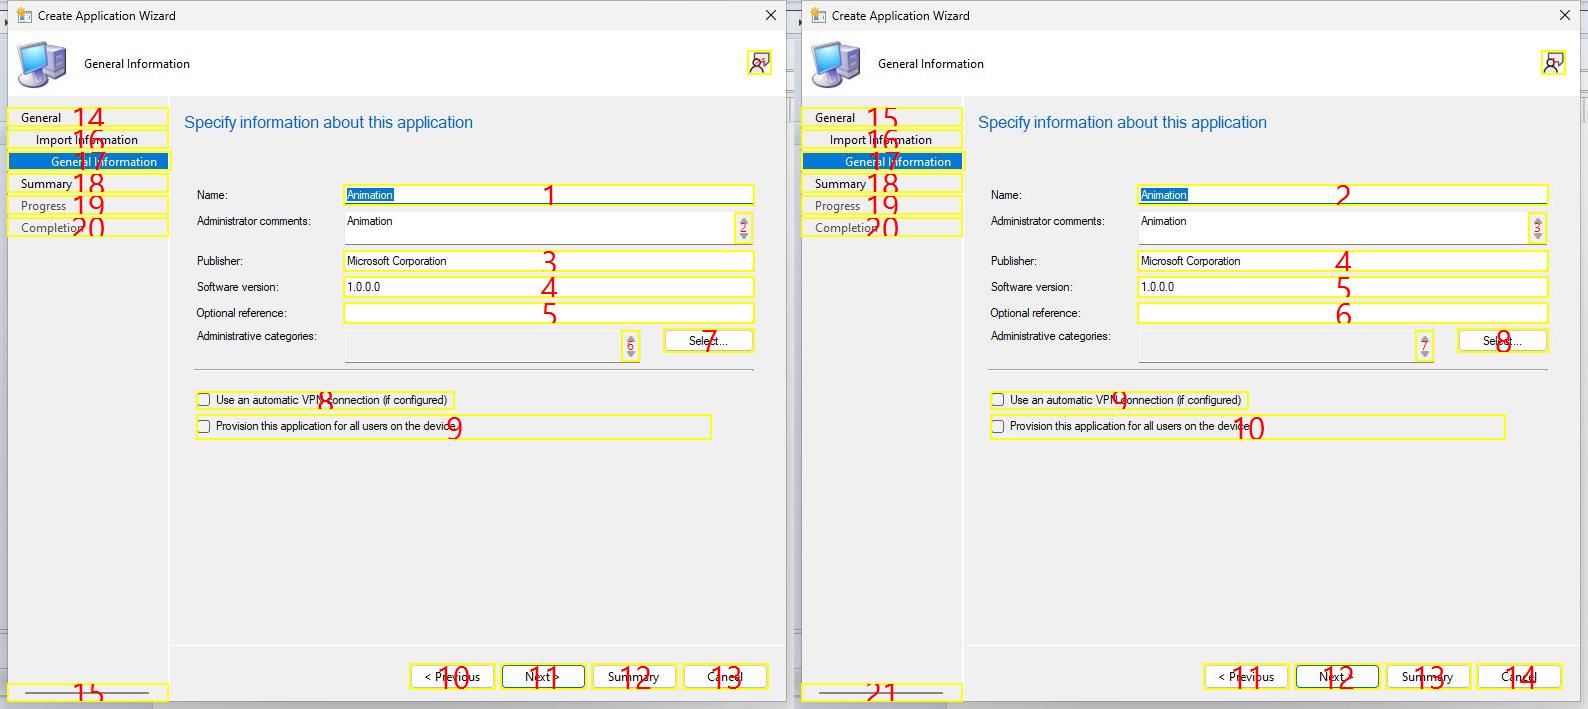 Create Application Wizard
General Information
21
General 14
Import Information 16
General Information 17
Summary 18
Progress 19
Completion 20
15
Specify information about this application
Name: Animation 1
Administrator comments: Animation 2
Publisher: Microsoft Corporation 3
Software version: 1.0.0.0 4
Optional reference: 5
Administrative categories: 6 Select... 7
Use an automatic VPN connection (if configured) 8
Provision this application for all users on the device. 9
< Previous 10 Next > 11 Summary 12 Cancel 13
Create Application Wizard
General Information
1
General 15
Import Information 16
General Information 17
Summary 18
Progress 19
Completion 20
21
Specify information about this application
Name: Animation 2
Administrator comments: Animation 3
Publisher: Microsoft Corporation 4
Software version: 1.0.0.0 5
Optional reference: 6
Administrative categories: 7 Select... 8
Use an automatic VPN connection (if configured) 9
Provision this application for all users on the device. 10
< Previous 11 Next > 12 Summary 13 Cancel 14